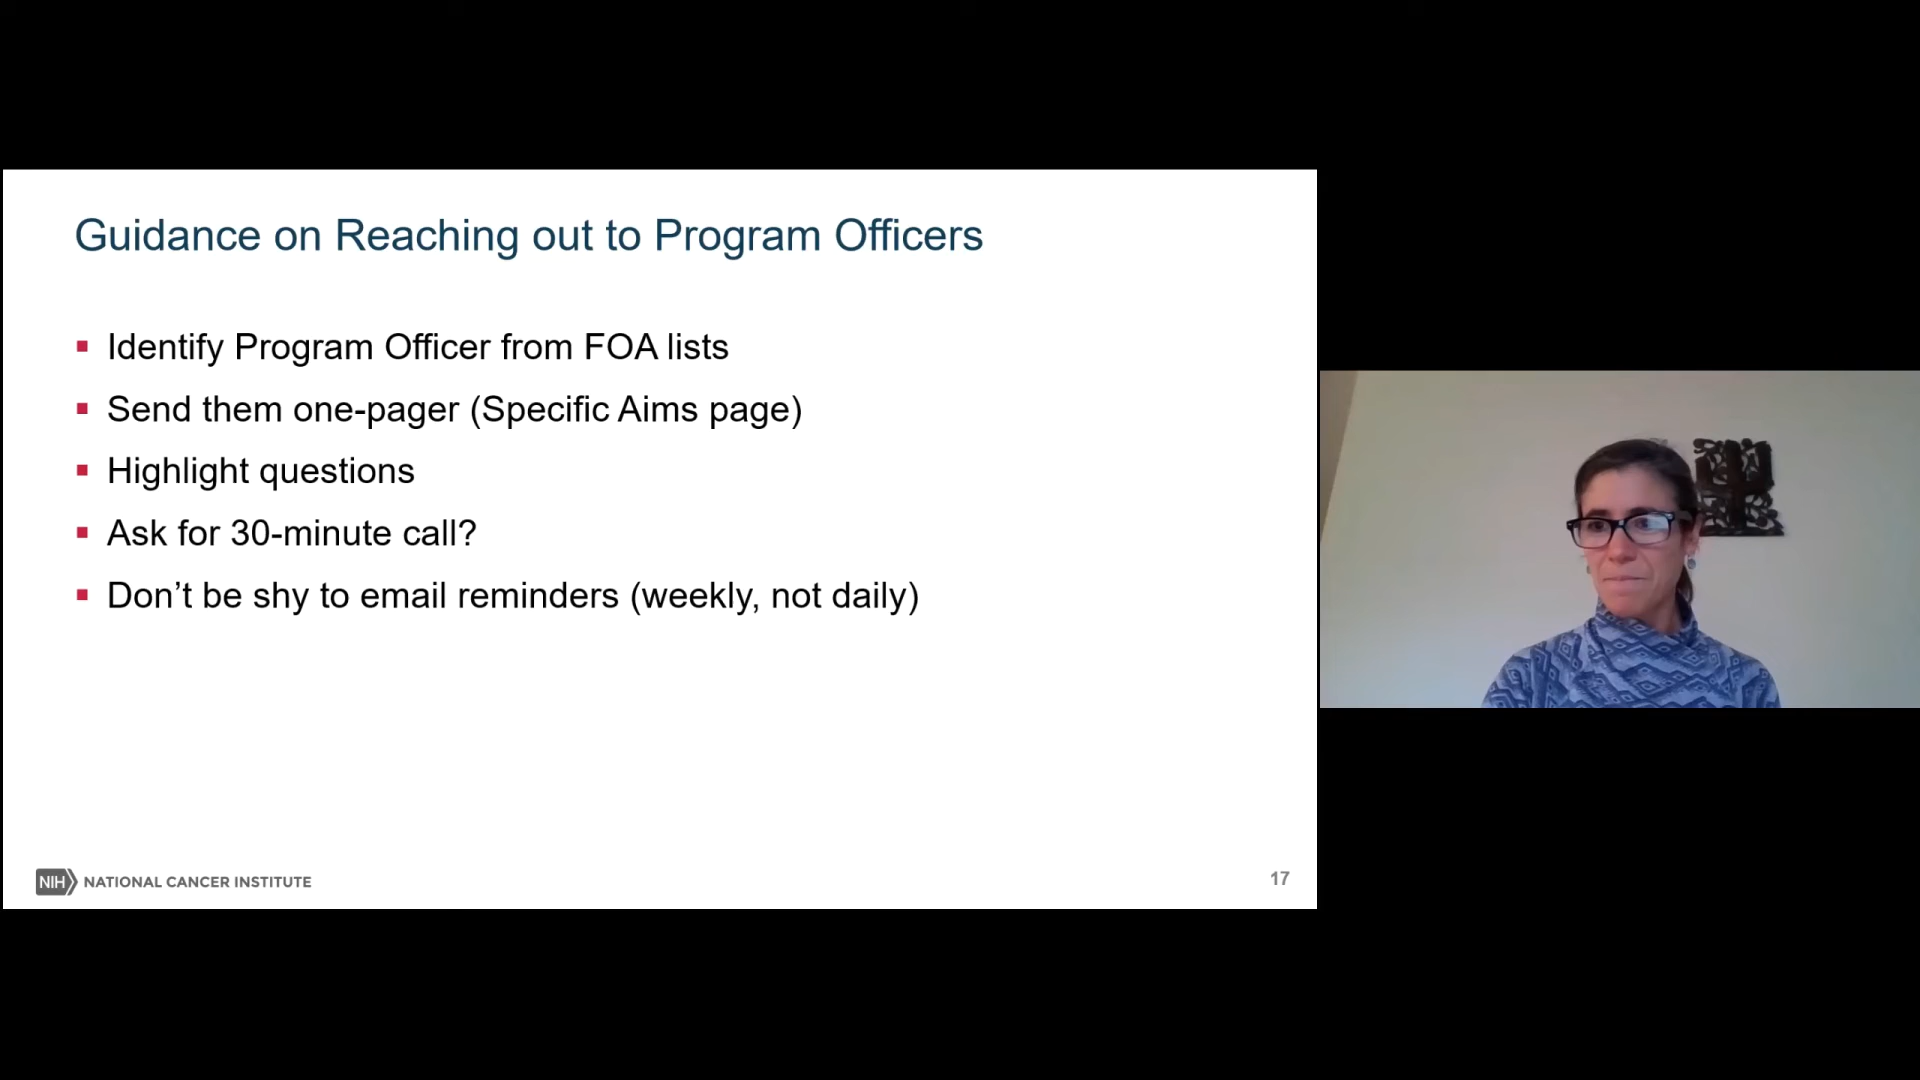 Guidance on Reaching out to Program Officers
▪ Identify Program Officer from FOA lists
▪ Send them one-pager (Specific Aims page)
▪ Highlight questions
▪ Ask for 30-minute call?
▪ Don’t be shy to email reminders (weekly, not daily)
NIH NATIONAL CANCER INSTITUTE
17